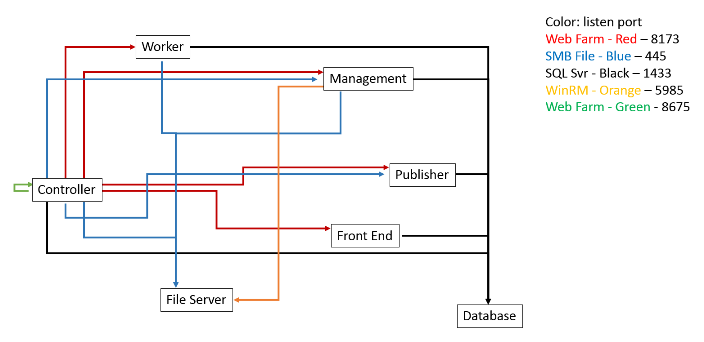 Color: listen port
Web Farm - Red – 8173
SMB File - Blue – 445
SQL Svr - Black – 1433
WinRM - Orange – 5985
Web Farm - Green - 8675
Worker
Management
Publisher
Controller
Front End
File Server
Database